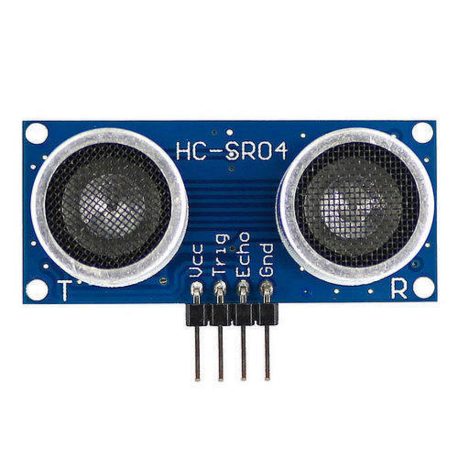 HC-SR04
Vcc
Trig
Echo
Gnd
T
R